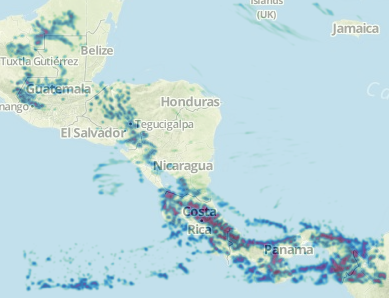 Islands
(UK)
Jamaica
Belize
Tuxtla Gutiérrez
Guatemala
Honduras
nango
Tegucigalpa
El Salvador
Nicaragua
Costa
Rica
Panama